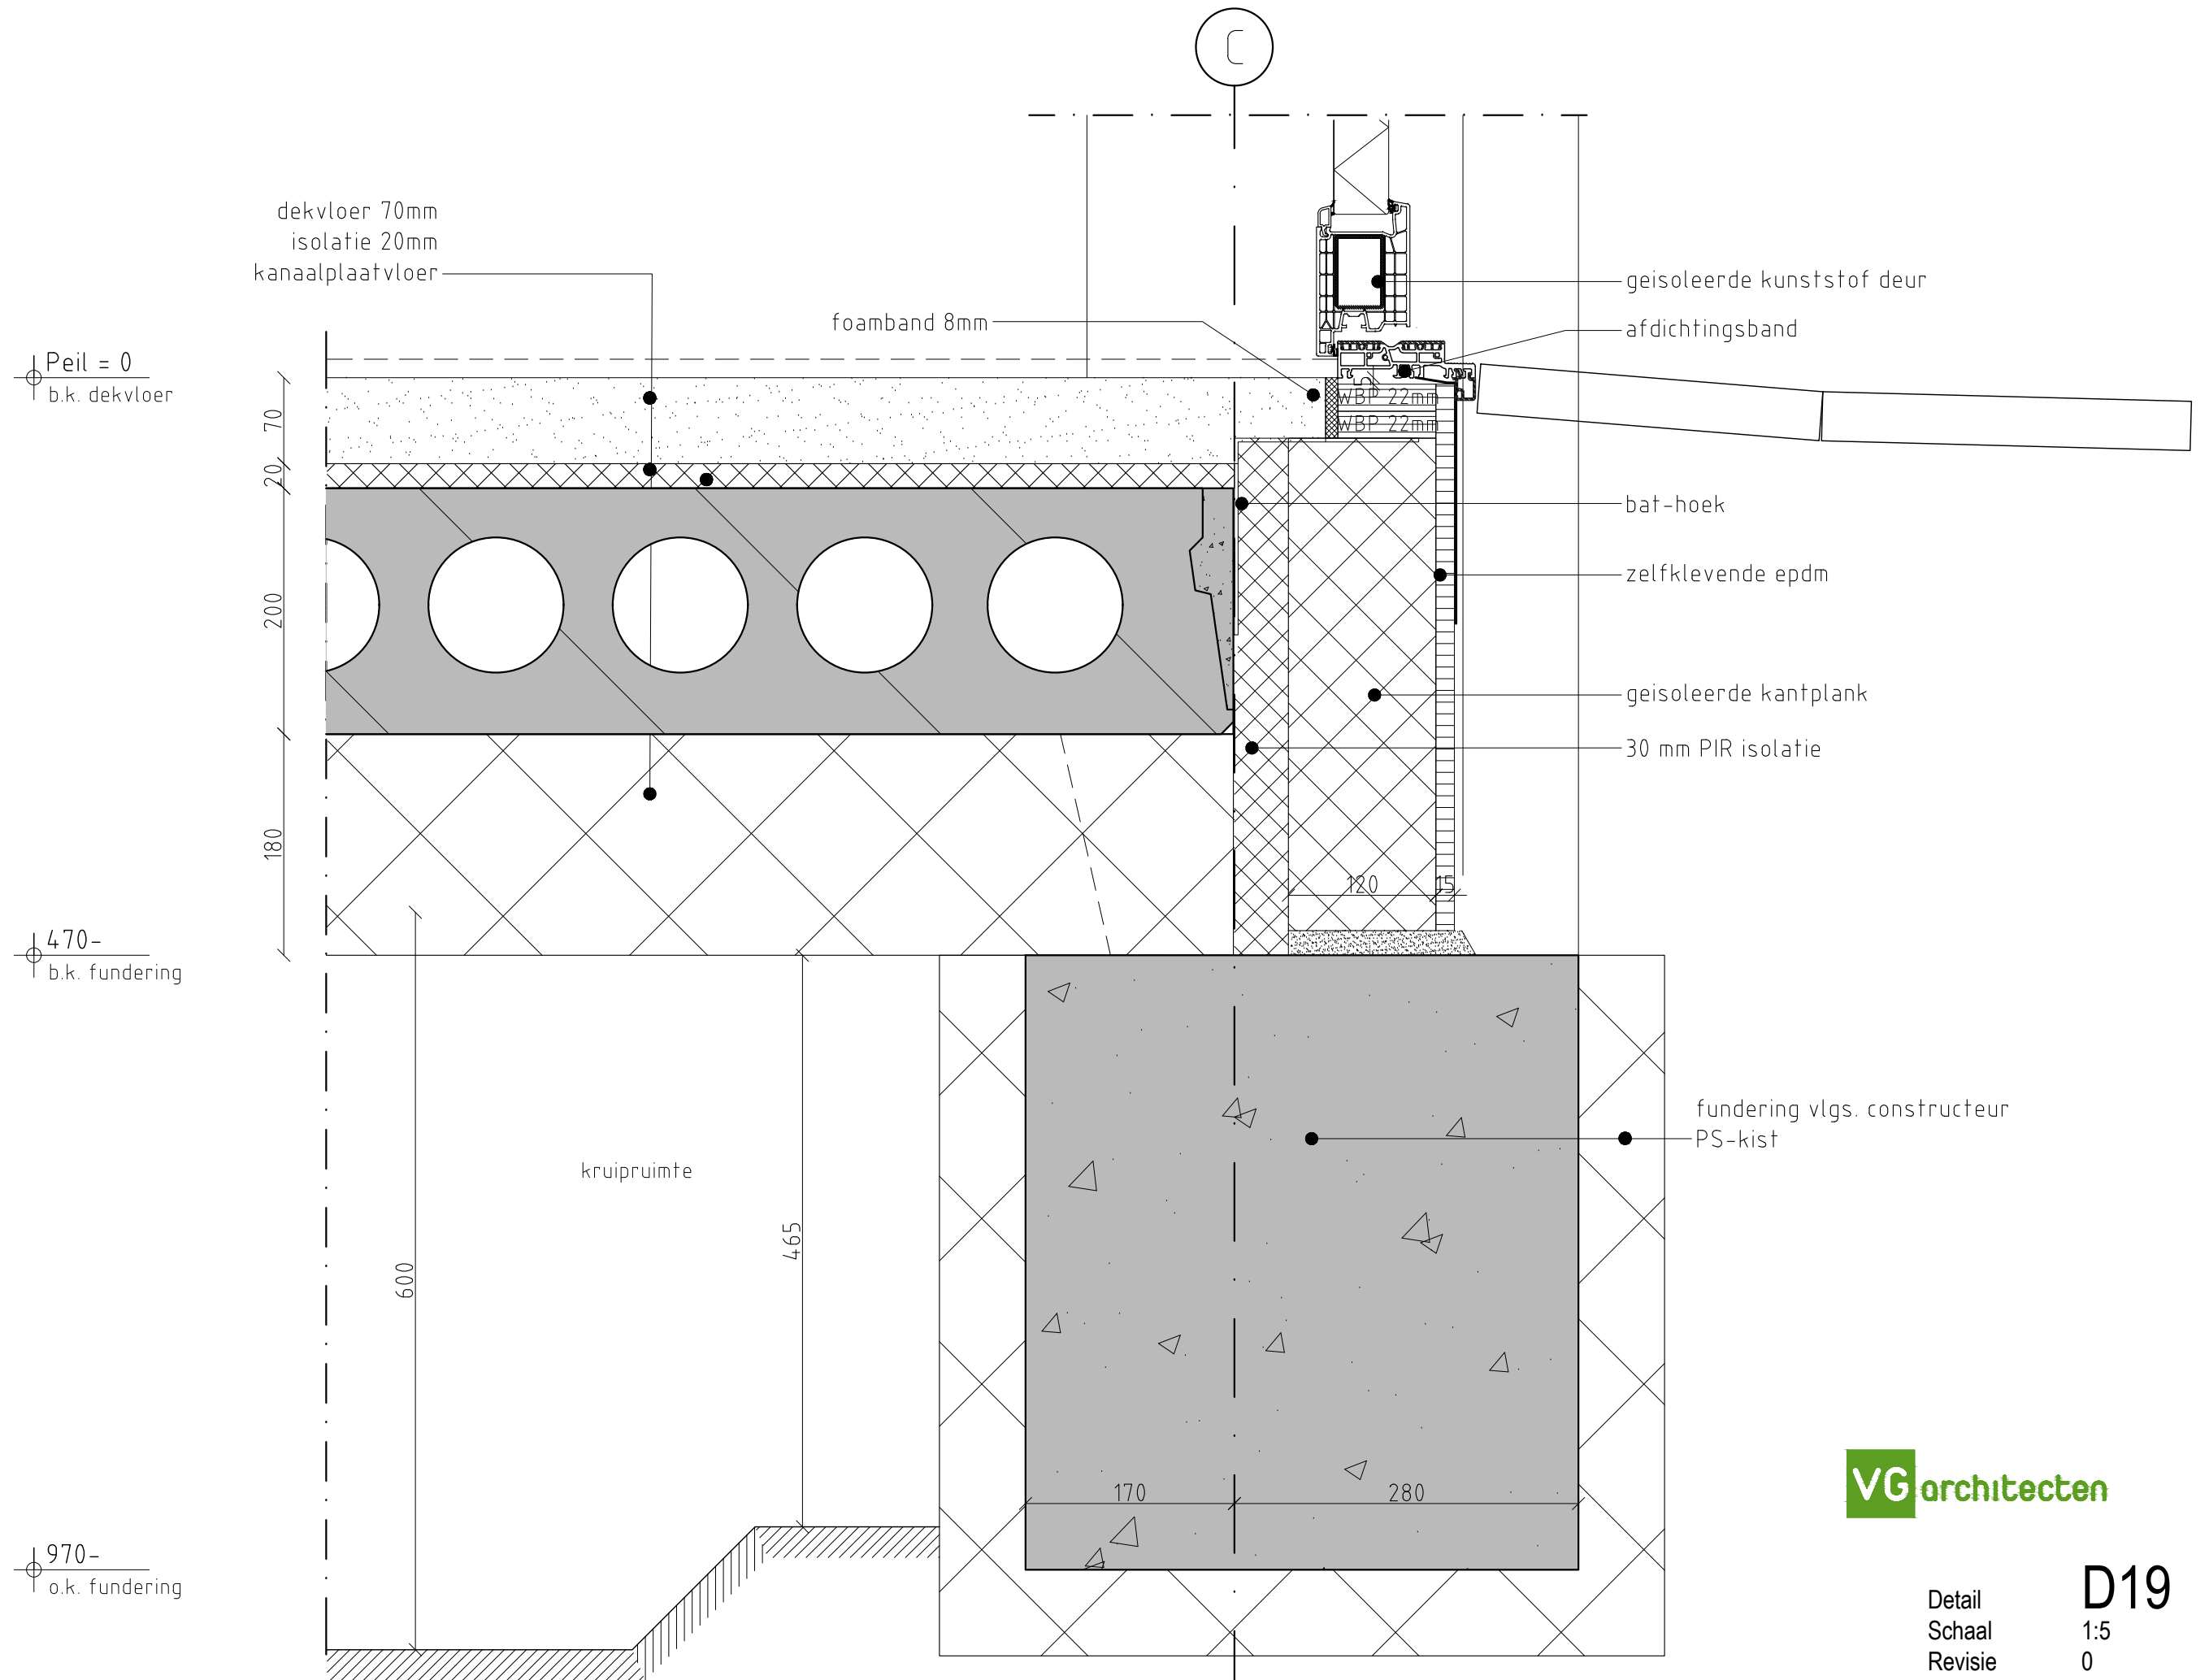 C
dekvloer 70mm
isolatie 20mm
kanaalplaatvloer
foamband 8mm
geisoleerde kunststof deur
afdichtingsband
Peil = 0
b.k. dekvloer
5
WBP 22mm
WBP 22mm
70
20
200
180
bat-hoek
zelfklevende epdm
geisoleerde kantplank
30 mm PIR isolatie
120
15
470-
b.k. fundering
fundering vlgs. constructeur
PS-kist
kruipruimte
465
600
170
280
970-
o.k. fundering
VG architecten
Detail D19
Schaal 1:5
Revisie 0